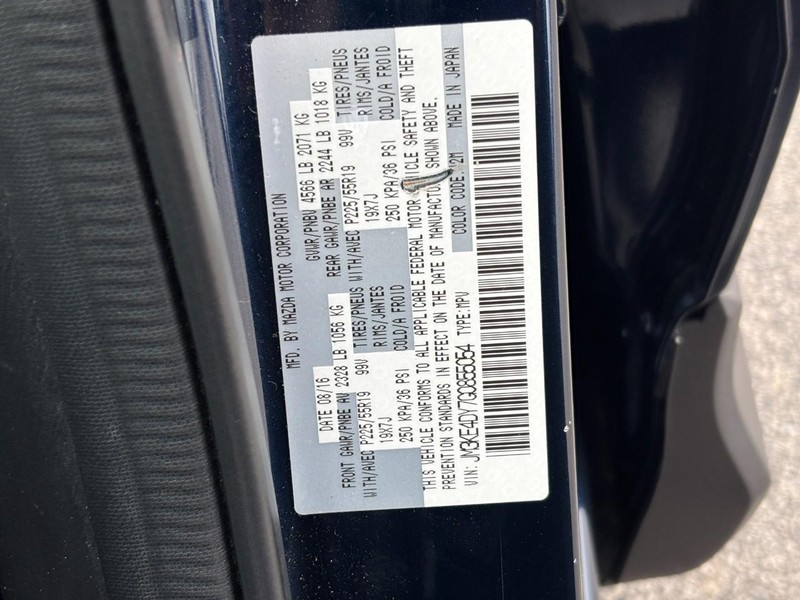 MFD. BY MAZDA MOTOR CORPORATION
DATE 08/16 GVWR/PNBV 4566 LB 2071 KG
FRONT GAWR/PNBE AV 2328 LB 1056 KG REAR GAWR/PNBE AR 2244 LB 1018 KG
WITH/AVEC P225/55R19 99V TIRES/PNEUS WITH/AVEC P225/55R19 99V TIRES/PNEUS
19X7J RIMS/JANTES 19X7J RIMS/JANTES
250 KPA/36 PSI COLD/A FROID 250 KPA/36 PSI COLD/A FROID
THIS VEHICLE CONFORMS TO ALL APPLICABLE FEDERAL MOTOR VEHICLE SAFETY AND THEFT
PREVENTION STANDARDS IN EFFECT ON THE DATE OF MANUFACTURE SHOWN ABOVE.
VIN: JM3KE4DY7G0855054 TYPE:MPV COLOR CODE: MADE IN JAPAN